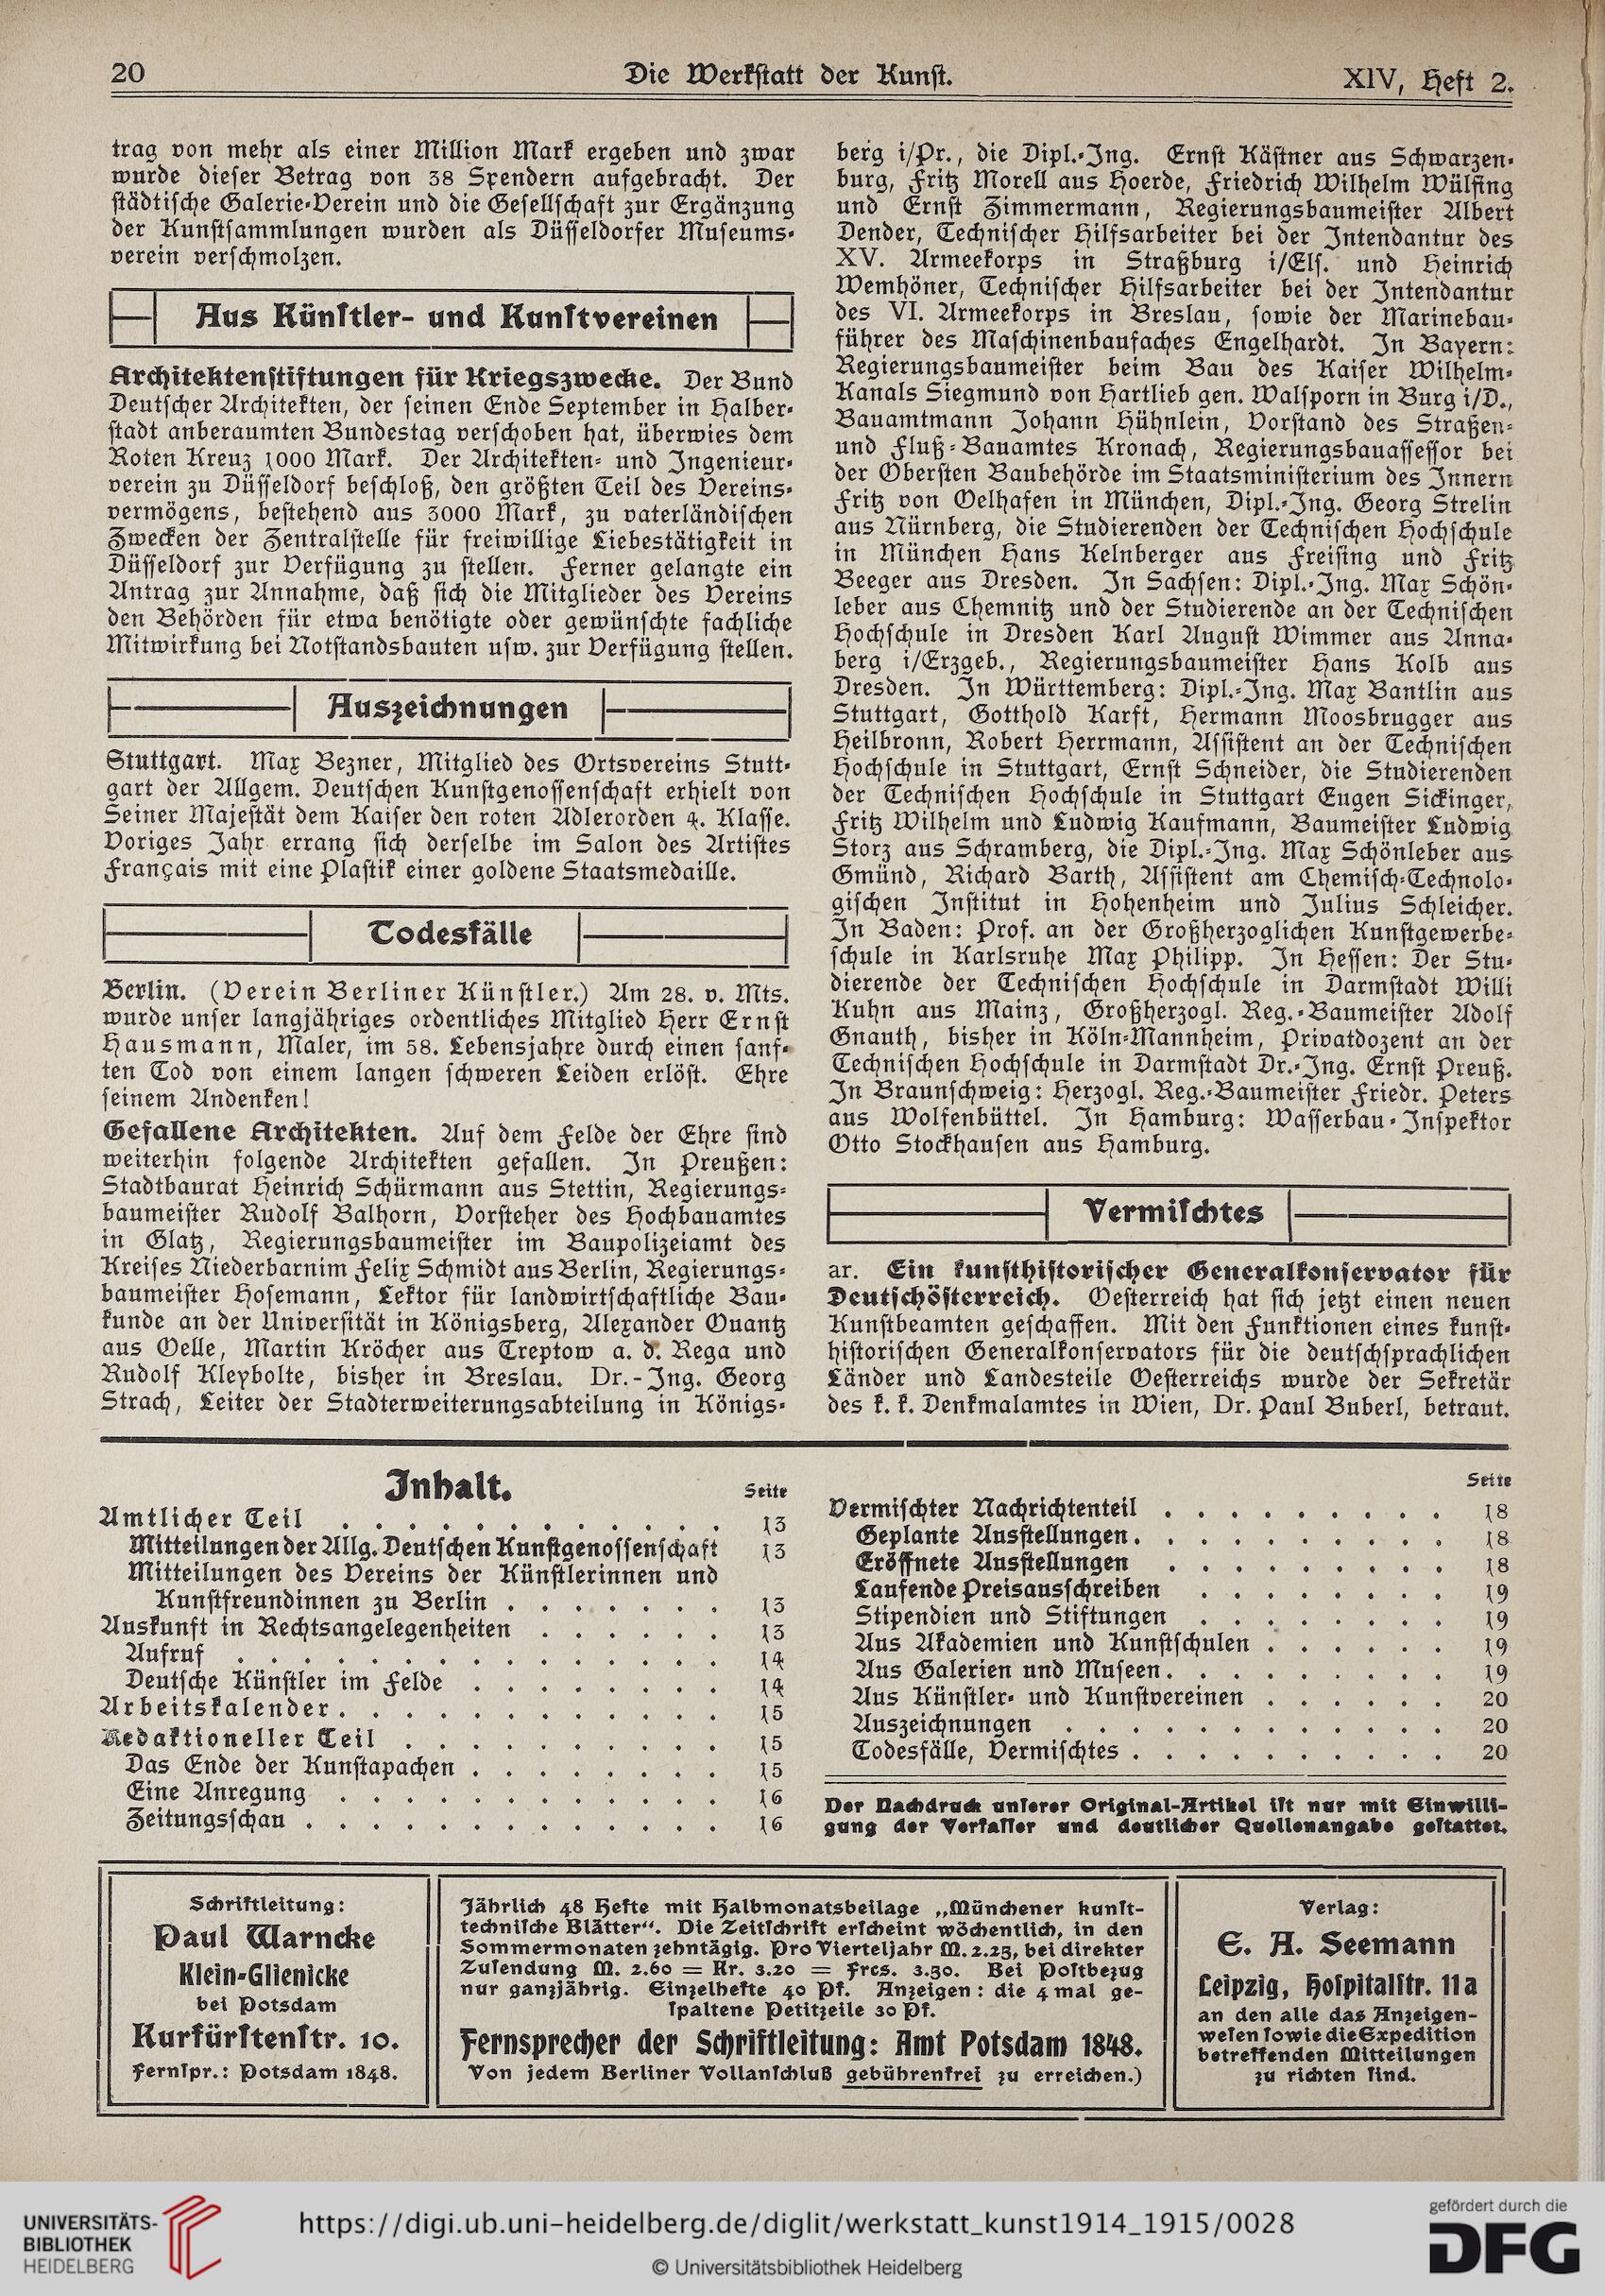 20
Die Werkstatt der Kunst.
XIV, Heft 2.
trag von mehr als einer Million Mark ergeben und zwar
wurde dieser Betrag von 38 Spendern aufgebracht. Der
städtische Galerie-Verein und die Gesellschaft zur Ergänzung
der Kunstsammlungen wurden als Düsseldorfer Museums-
verein verschmolzen.
Aus Künstler- und Kunstvereinen
Architektenstiftungen für Kriegszwecke. Der Bund
Deutscher Architekten, der seinen Ende September in Halber-
stadt anberaumten Bundestag verschoben hat, überwies dem
Roten Kreuz 1000 Mark. Der Architekten- und Ingenieur-
verein zu Düsseldorf beschloß, den größten Teil des Vereins-
vermögens, bestehend aus 3000 Mark, zu vaterländischen
Zwecken der Zentralstelle für freiwillige Liebestätigkeit in
Düsseldorf zur Verfügung zu stellen. Ferner gelangte ein
Antrag zur Annahme, daß sich die Mitglieder des Vereins
den Behörden für etwa benötigte oder gewünschte fachliche
Mitwirkung bei Notstandsbauten usw. zur Verfügung stellen.
Auszeichnungen
Stuttgart. Max Bezner, Mitglied des Ortsvereins Stutt-
gart der Allgem. Deutschen Kunstgenossenschaft erhielt von
Seiner Majestät dem Kaiser den roten Adlerorden 4. Klasse.
Voriges Jahr errang sich derselbe im Salon des Artistes
Français mit eine Plastik einer goldene Staatsmedaille.
Todesfälle
Berlin. (Verein Berliner Künstler.) Am 28. v. Mts.
wurde unser langjähriges ordentliches Mitglied Herr Ernst
Hausmann, Maler, im 58. Lebensjahre durch einen sanf-
ten Tod von einem langen schweren Leiden erlöst. Ehre
seinem Andenken!
Gefallene Architekten. Auf dem Felde der Ehre sind
weiterhin folgende Architekten gefallen. In Preußen:
Stadtbaurat Heinrich Schürmann aus Stettin, Regierungs-
baumeister Rudolf Balhorn, Vorsteher des Hochbauamtes
in Glatz, Regierungsbaumeister im Baupolizeiamt des
Kreises Niederbarnim Felix Schmidt aus Berlin, Regierungs-
baumeister Hosemann, Lektor für landwirtschaftliche Bau-
kunde an der Universität in Königsberg, Alexander Quantz
aus Oelle, Martin Kröcher aus Treptow a. d. Rega und
Rudolf Kleybolte, bisher in Breslau. Dr.-Ing. Georg
Strach, Leiter der Stadterweiterungsabteilung in Königs-
berg i/Pr., die Dipl.-Ing. Ernst Kästner aus Schwarzen-
burg, Fritz Morell aus Hoerde, Friedrich Wilhelm Wülfing
und Ernst Zimmermann, Regierungsbaumeister Albert
Dender, Technischer Hilfsarbeiter bei der Intendantur des
XV. Armeekorps in Straßburg i/Els. und Heinrich
Wemhöner, Technischer Hilfsarbeiter bei der Intendantur
des VI. Armeekorps in Breslau, sowie der Marinebau-
führer des Maschinenbaufaches Engelhardt. In Bayern:
Regierungsbaumeister beim Bau des Kaiser Wilhelm-
Kanals Siegmund von Hartlieb gen. Walsporn in Burg i/D.,
Bauamtmann Johann Hühnlein, Vorstand des Straßen-
und Fluß-Bauamtes Kronach, Regierungsbauassessor bei
der Obersten Baubehörde im Staatsministerium des Innern
Fritz von Oelhafen in München, Dipl.-Ing. Georg Strelin
aus Nürnberg, die Studierenden der Technischen Hochschule
in München Hans Kelnberger aus Freising und Fritz
Beeger aus Dresden. In Sachsen: Dipl.-Ing. Max Schön-
leber aus Chemnitz und der Studierende an der Technischen
Hochschule in Dresden Karl August Wimmer aus Anna-
berg i/Erzgeb., Regierungsbaumeister Hans Kolb aus
Dresden. In Württemberg: Dipl.-Ing. Max Bantlin aus
Stuttgart, Gotthold Karft, Hermann Moosbrugger aus
Heilbronn, Robert Herrmann, Assistent an der Technischen
Hochschule in Stuttgart, Ernst Schneider, die Studierenden
der Technischen Hochschule in Stuttgart Eugen Sickinger,
Fritz Wilhelm und Ludwig Kaufmann, Baumeister Ludwig
Storz aus Schramberg, die Dipl.-Ing. Max Schönleber aus
Gmünd, Richard Barth, Assistent am Chemisch-Technolo-
gischen Institut in Hohenheim und Julius Schleicher.
In Baden: Prof. an der Großherzoglichen Kunstgewerbe-
schule in Karlsruhe Max Philipp. In Hessen: Der Stu-
dierende der Technischen Hochschule in Darmstadt Willi
Kuhn aus Mainz, Großherzogl. Reg.-Baumeister Adolf
Gnauth, bisher in Köln-Mannheim, Privatdozent an der
Technischen Hochschule in Darmstadt Dr.-Ing. Ernst Preuß.
In Braunschweig: Herzogl. Reg.-Baumeister Friedr. Peters
aus Wolfenbüttel. In Hamburg: Wasserbau-Inspektor
Otto Stockhausen aus Hamburg.
Vermischtes
ar. Ein kunsthistorischer Generalkonservator für
Deutschösterreich. Oesterreich hat sich jetzt einen neuen
Kunstbeamten geschaffen. Mit den Funktionen eines kunst-
historischen Generalkonservators für die deutschsprachlichen
Länder und Landesteile Oesterreichs wurde der Sekretär
des k. k. Denkmalamtes in Wien, Dr. Paul Buberl, betraut.
Inhalt.
Seite
Amtlicher Teil . . . . . . . . . . . . 13
Mitteilungen der Allg. Deutschen Kunstgenossenschaft 13
Mitteilungen des Vereins der Künstlerinnen und
Kunstfreundinnen zu Berlin . . . . . . . 13
Auskunft in Rechtsangelegenheiten . . . . . . 13
Aufruf . . . . . . . . . . . . . . . 14
Deutsche Künstler im Felde . . . . . . . . 14
Arbeitskalender . . . . . . . . . . . . 15
Redaktioneller Teil . . . . . . . . . . 15
Das Ende der Kunstapachen . . . . . . . . 15
Eine Anregung . . . . . . . . . . . . 16
Zeitungsschau . . . . . . . . . . . . . 16
Seite
Vermischter Nachrichtenteil . . . . . . . . . 18
Geplante Ausstellungen . . . . . . . . . . 18
Eröffnete Ausstellungen . . . . . . . . . 18
Laufende Preisausschreiben . . . . . . . . 19
Stipendien und Stiftungen . . . . . . . . 19
Aus Akademien und Kunstschulen . . . . . . 19
Aus Galerien und Museen . . . . . . . . . 19
Aus Künstler- und Kunstvereinen . . . . . . 20
Auszeichnungen . . . . . . . . . . . . 20
Todesfälle, Vermischtes . . . . . . . . . . 20
Der Nachdruck unserer Original-Artikel ist nur mit Einwilli-
gung der Verfasser und deutlicher Quellenangabe gestattet.
Schriftleitung:
Paul Warncke
Klein-Glienicke
bei Potsdam
Kurfürstenstr. 10.
Fernspr.: Potsdam 1848.
Jährlich 48 Hefte mit Halbmonatsbeilage „Münchener kunst-
technische Blätter“. Die Zeitschrift erscheint wöchentlich, in den
Sommermonaten zehntägig. Pro Vierteljahr M. 2.25, bei direkter
Zusendung M. 2.60 = Kr. 3.20 = Frcs. 3.50. Bei Postbezug
nur ganzjährig. Einzelhefte 40 Pf. Anzeigen: die 4 mal ge-
spaltene Petitzeile 30 Pf.
Fernsprecher der Schriftleitung: Amt Potsdam 1848.
Von jedem Berliner Vollanschluß gebührenfrei zu erreichen.)
Verlag:
E. A. Seemann
Leipzig, Hospitalstr. 11a
an den alle das Anzeigen-
wesen sowie die Expedition
betreffenden Mitteilungen
zu richten sind.
UNIVERSITÄTS-
BIBLIOTHEK
HEIDELBERG
https://digi.ub.uni-heidelberg.de/diglit/werkstatt_kunst1914_1915/0028
© Universitätsbibliothek Heidelberg
gefördert durch die
DFG